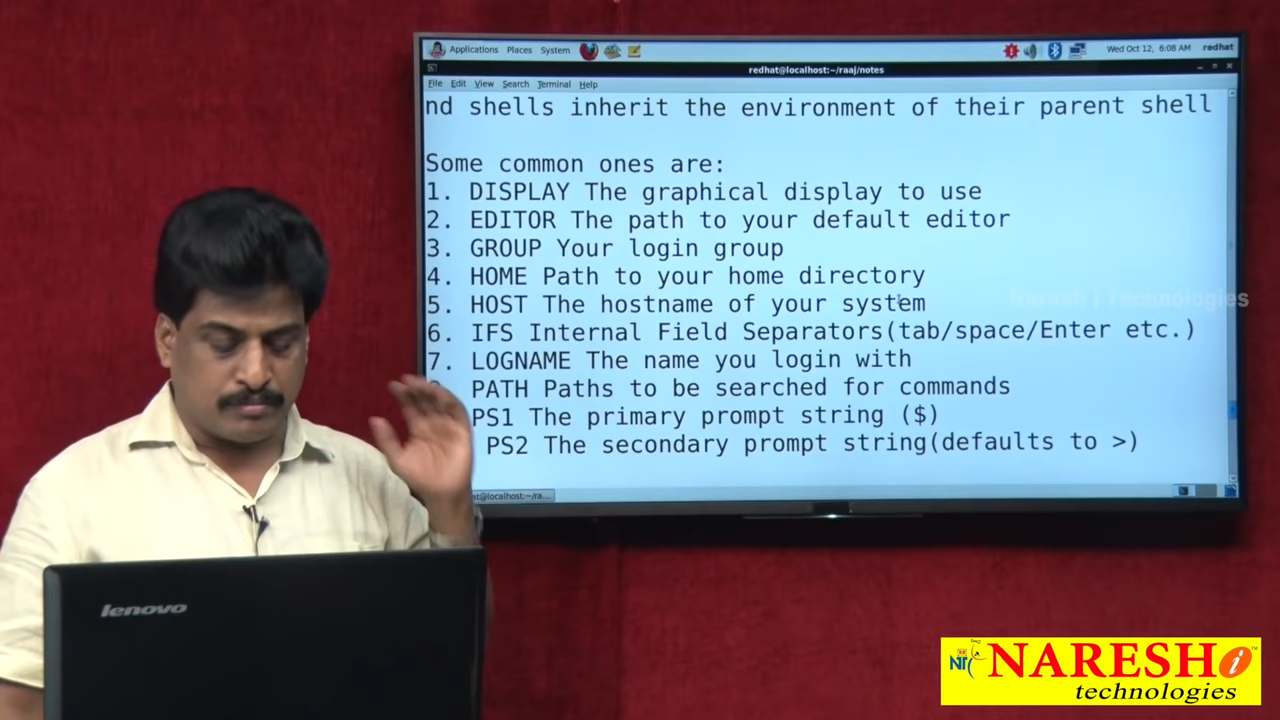 Applications Places System Wed Oct 12, 6:08 AM redhat
redhat@localhost:~/raaj/notes
File Edit View Search Terminal Help
nd shells inherit the environment of their parent shell
Some common ones are:
1. DISPLAY The graphical display to use
2. EDITOR The path to your default editor
3. GROUP Your login group
4. HOME Path to your home directory
5. HOST The hostname of your system
6. IFS Internal Field Separators(tab/space/Enter etc.)
7. LOGNAME The name you login with
PATH Paths to be searched for commands
PS1 The primary prompt string ($)
PS2 The secondary prompt string(defaults to >)
at@localhost:~/ra...
Naresh i Technologies
lenovo
NARESH i
technologies